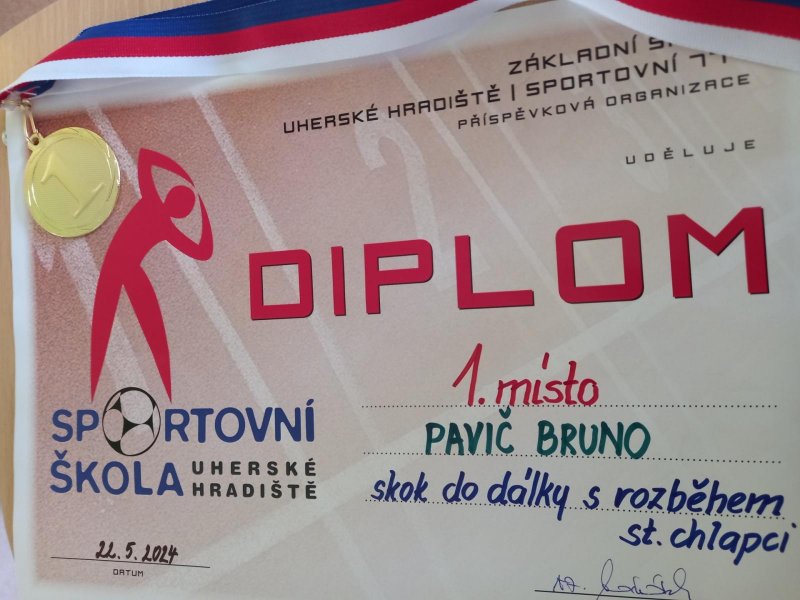 ZÁKLADNÍ
UHERSKÉ HRADIŠTĚ | SPORTOVNÍ
PŘÍSPĚVKOVÁ ORGANIZACE
UDĚLUJE
1
DIPLOM
1. místo
PAVIČ BRUNO
skok do dálky s rozběhem
st. chlapci
SPORTOVNÍ
ŠKOLA UHERSKÉ
HRADIŠTĚ
22.5.2024
DATUM